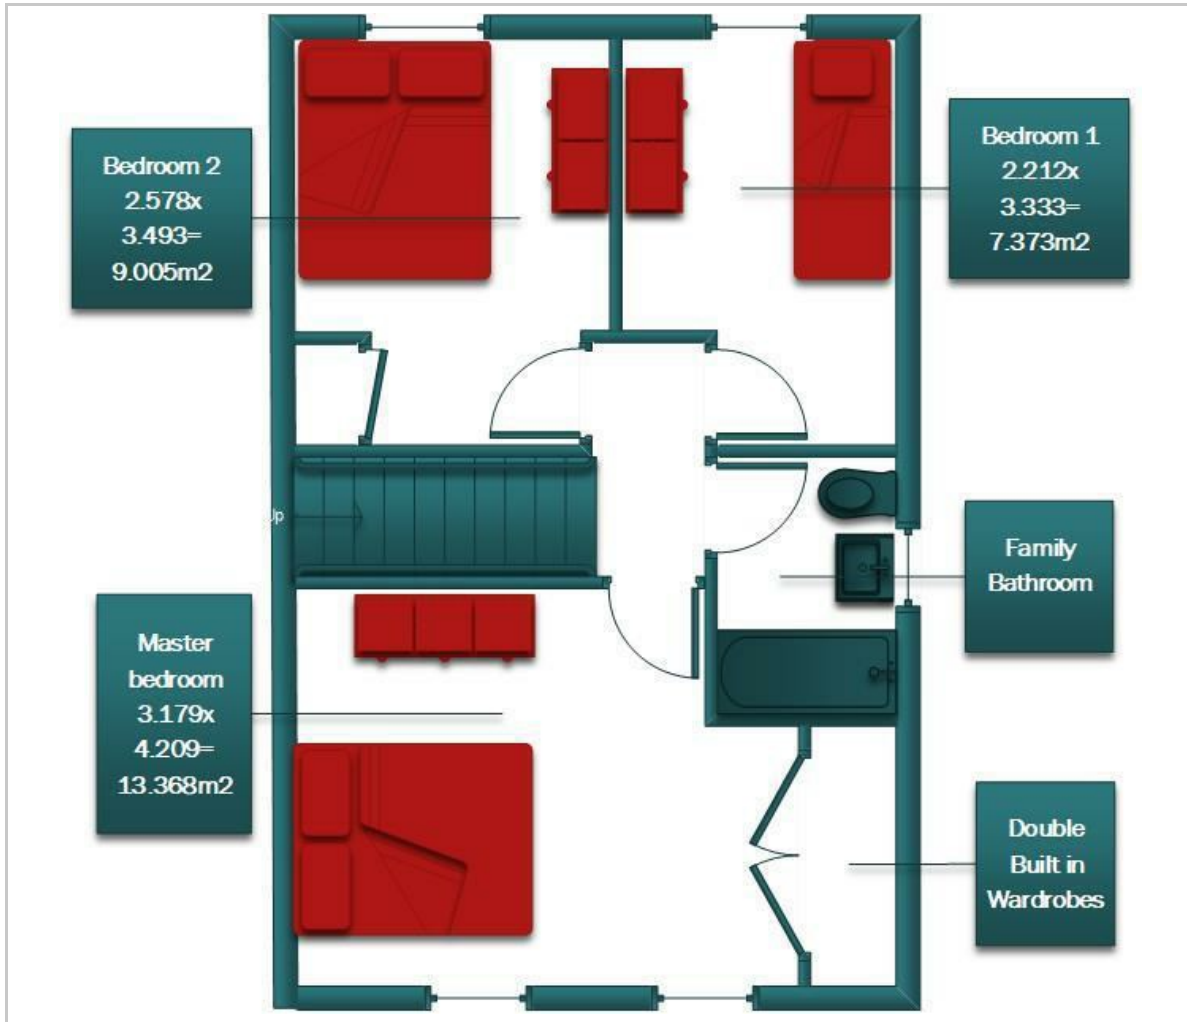 Bedroom 2
2.578x
3.493=
9.005m2
Bedroom 1
2.212x
3.333=
7.373m2
Up
Family
Bathroom
Master
bedroom
3.179x
4.209=
13.368m2
Double
Built in
Wardrobes